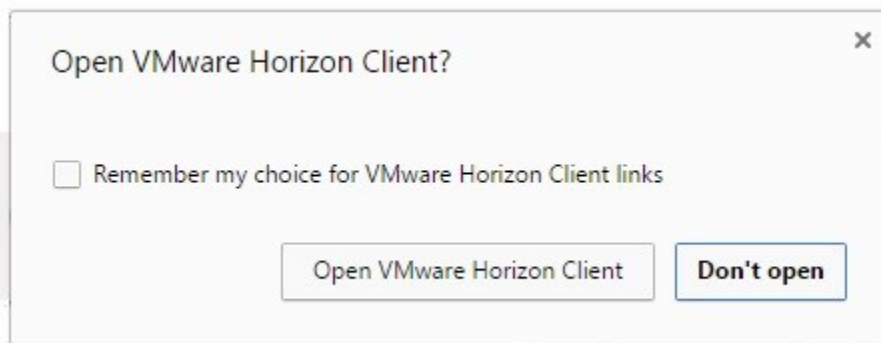 Open VMware Horizon Client?
Remember my choice for VMware Horizon Client links
Open VMware Horizon Client Don't open